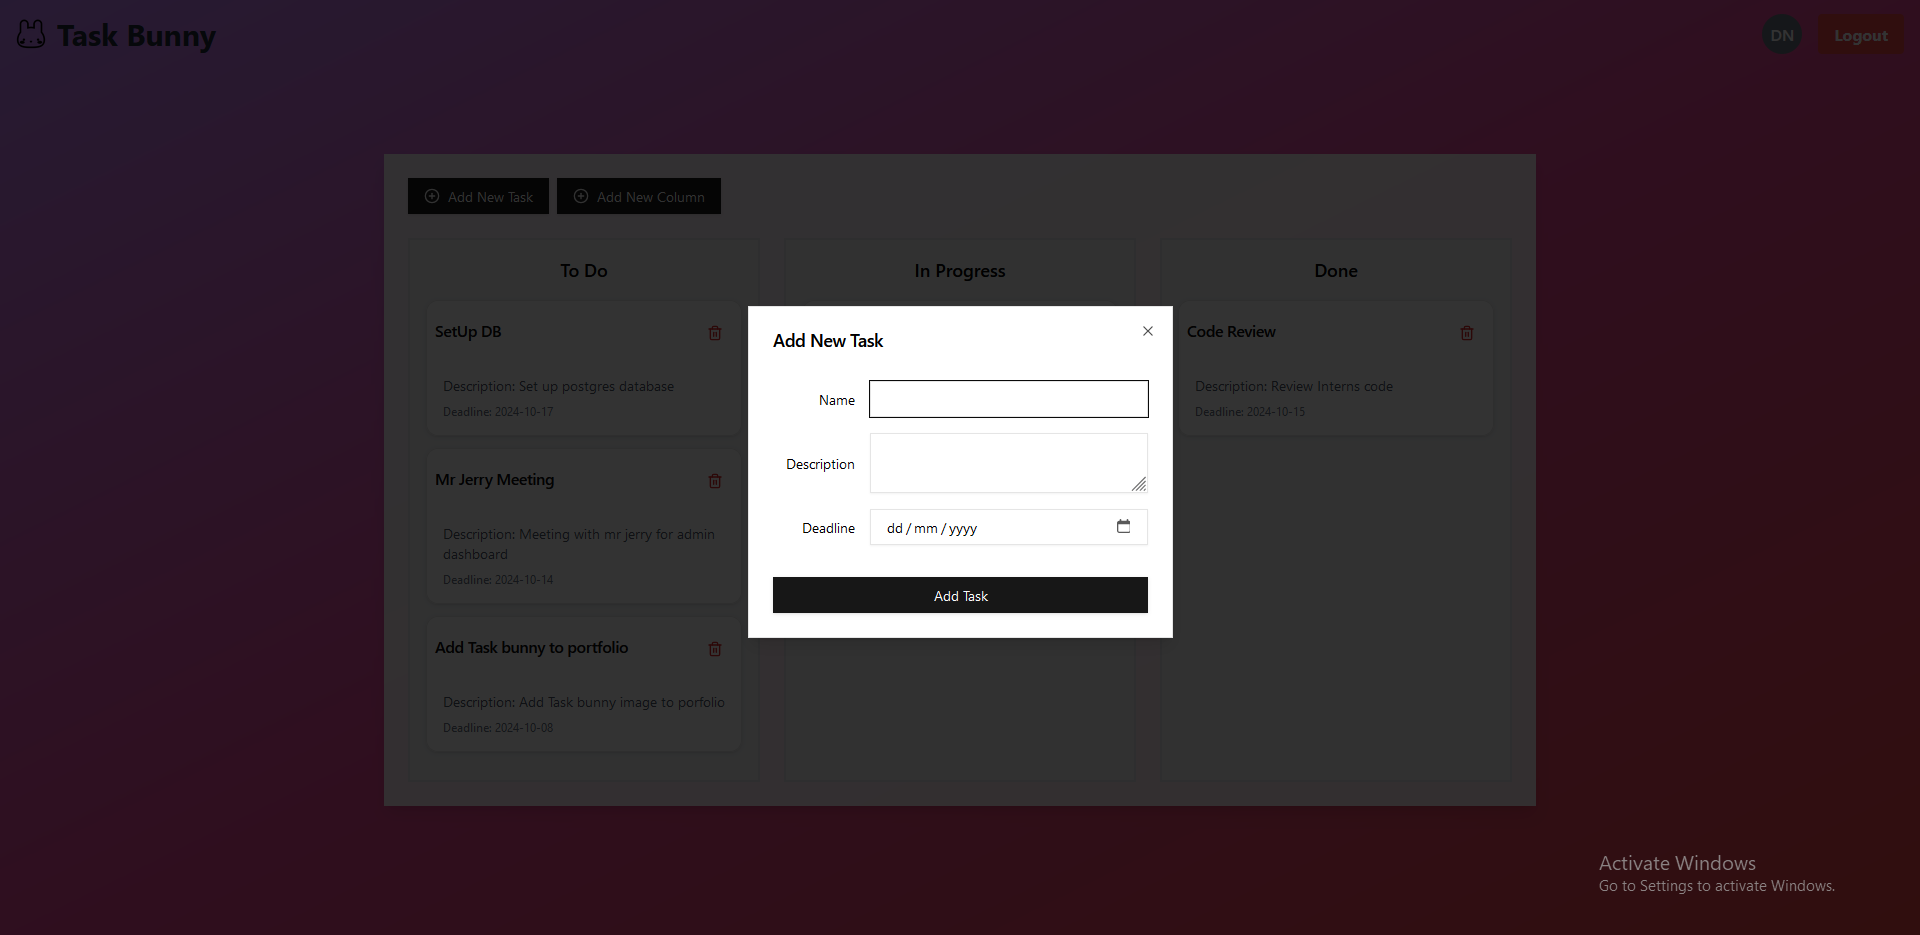 Task Bunny
DN
Logout
Add New Task
Add New Column
To Do
In Progress
Done
SetUp DB
Description: Set up postgres database
Deadline: 2024-10-17
Mr Jerry Meeting
Description: Meeting with mr jerry for admin
dashboard
Deadline: 2024-10-14
Add Task bunny to portfolio
Description: Add Task bunny image to porfolio
Deadline: 2024-10-08
Code Review
Description: Review Interns code
Deadline: 2024-10-15
Add New Task
Name
Description
Deadline
dd/mm/yyyy
Add Task
Activate Windows
Go to Settings to activate Windows.